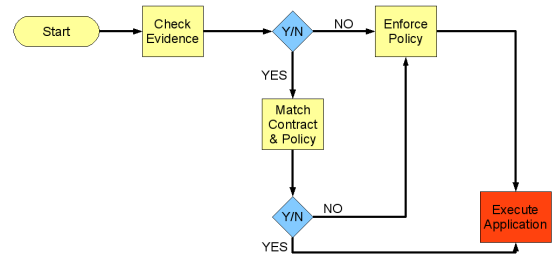 Start
Check
Evidence
Y/N
NO
Enforce
Policy
YES
Match
Contract
& Policy
Y/N
NO
YES
Execute
Application